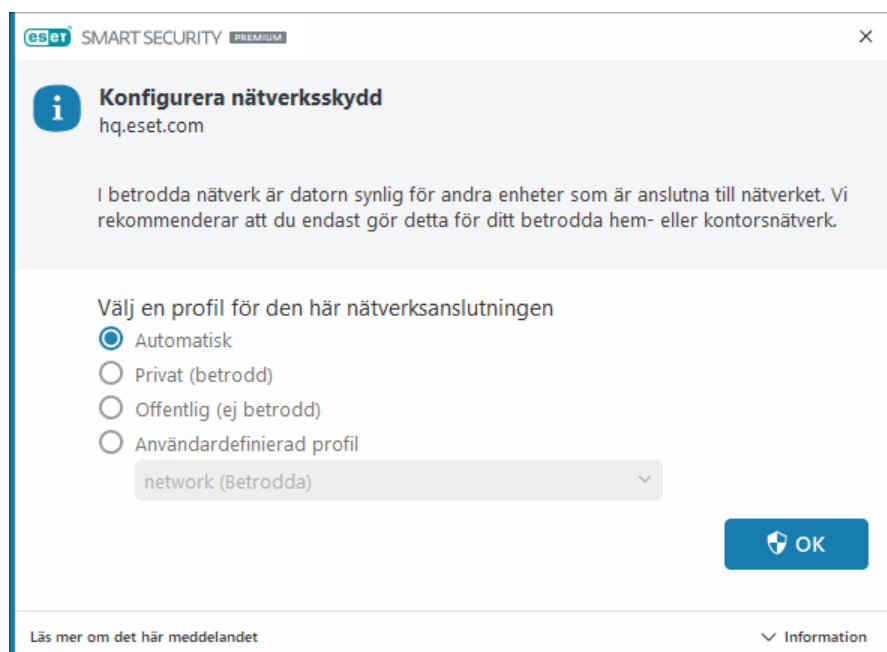 eset SMART SECURITY PREMIUM
Konfigurera nätverksskydd
hq.eset.com
I betrodda nätverk är datorn synlig för andra enheter som är anslutna till nätverket. Vi
rekommenderar att du endast gör detta för ditt betrodda hem- eller kontorsnätverk.
Välj en profil för den här nätverksanslutningen
Automatisk
Privat (betrodd)
Offentlig (ej betrodd)
Användardefinierad profil
network (Betrodda)
OK
Läs mer om det här meddelandet
Information